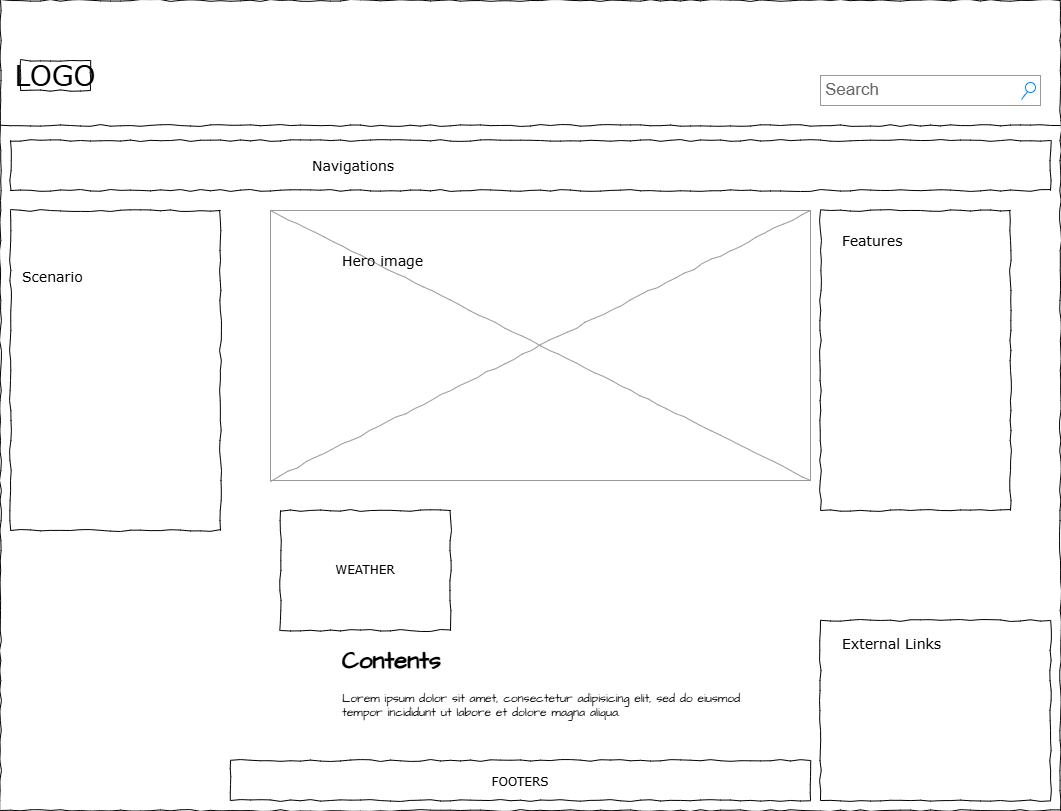 LOGO
Search
Navigations
Scenario
Hero image
Features
WEATHER
Contents
Lorem ipsum dolor sit amet, consectetur adipisicing elit, sed do eiusmod
tempor incididunt ut labore et dolore magna aliqua.
External Links
FOOTERS